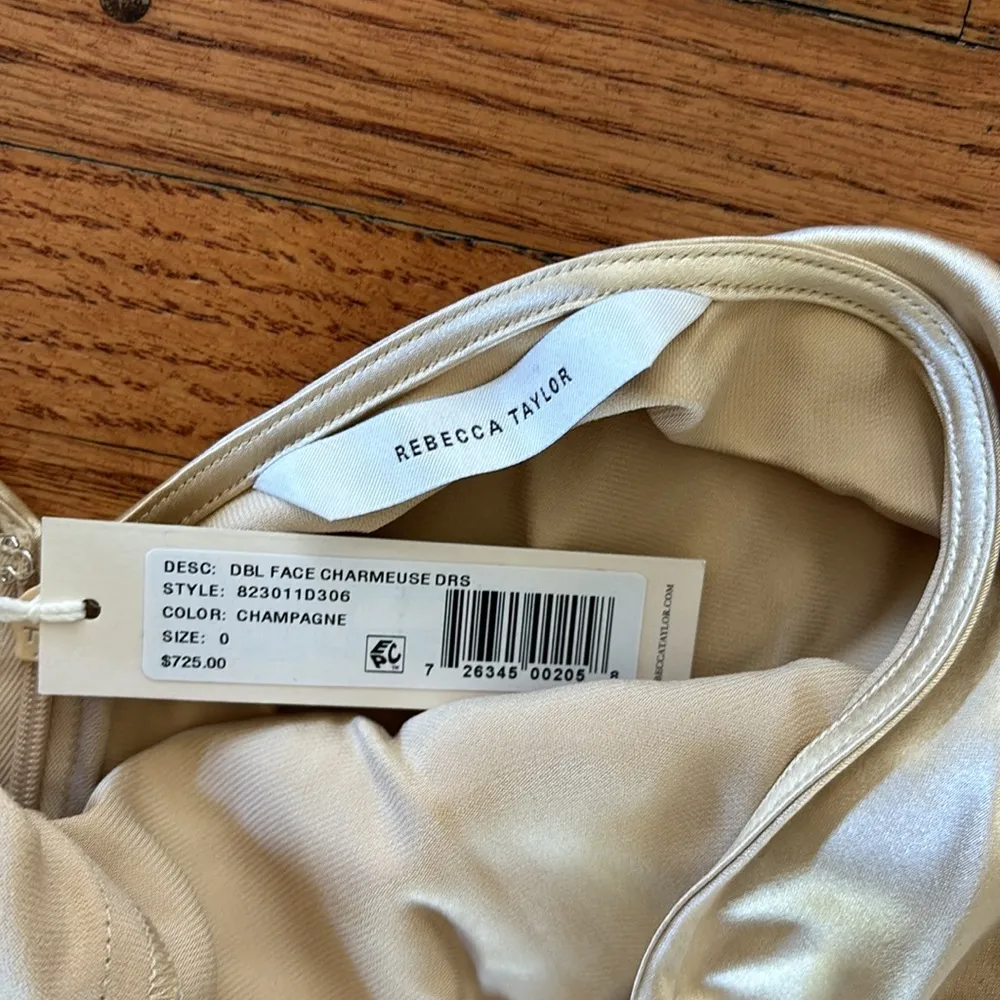 REBECCA TAYLOR
DESC: DBL FACE CHARMEUSE DRS
STYLE: 823011D306
COLOR: CHAMPAGNE
SIZE: 0
$725.00
EPC
7 26345 00205 8